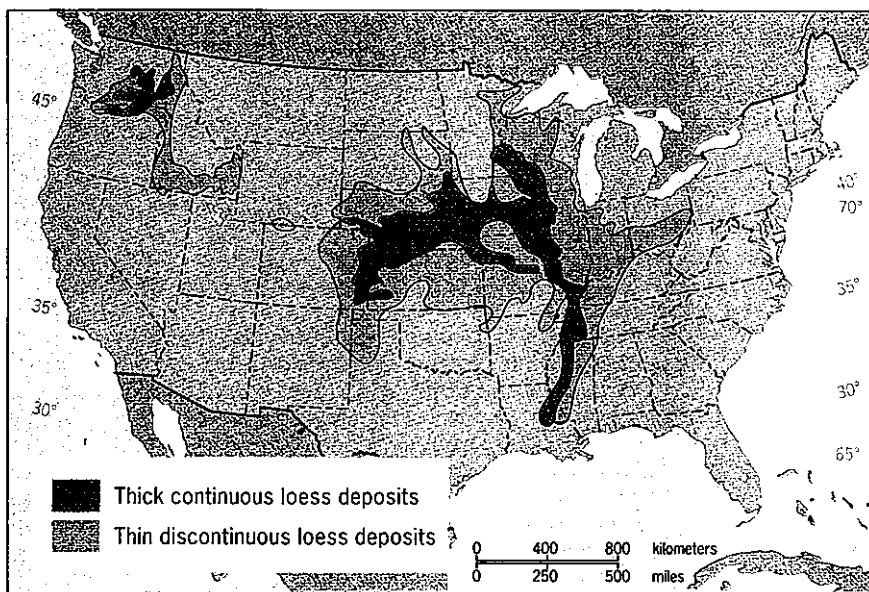 45°
40°
70°
35°
35°
30°
30°
65°
Thick continuous loess deposits
Thin discontinuous loess deposits
0 400 800 kilometers
0 250 500 miles